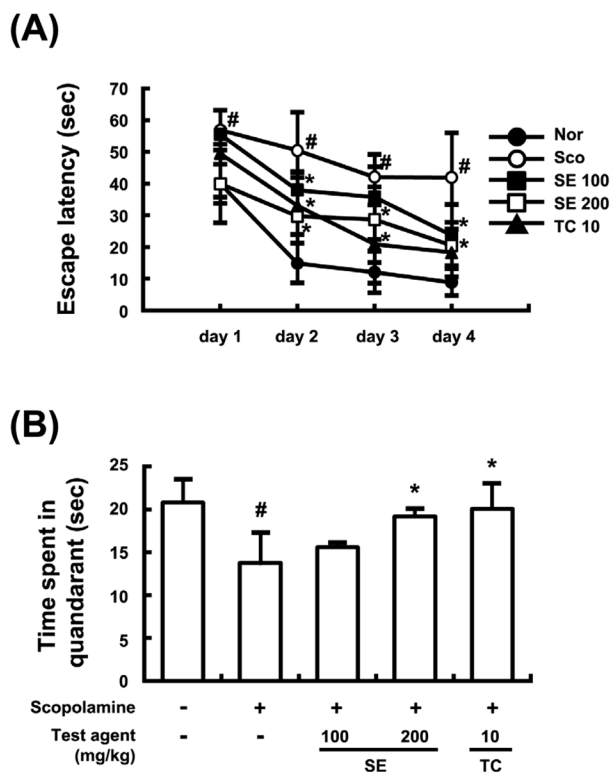 (A)
Escape latency (sec)
70
60
50
40
30
20
10
0
# # # #
* * * * * * *
day 1 day 2 day 3 day 4
Nor
Sco
SE 100
SE 200
TC 10
(B)
Time spent in
quandarant (sec)
25
20
15
10
5
0
# * *
Scopolamine - + + + +
Test agent - - 100 200 10
(mg/kg) SE TC